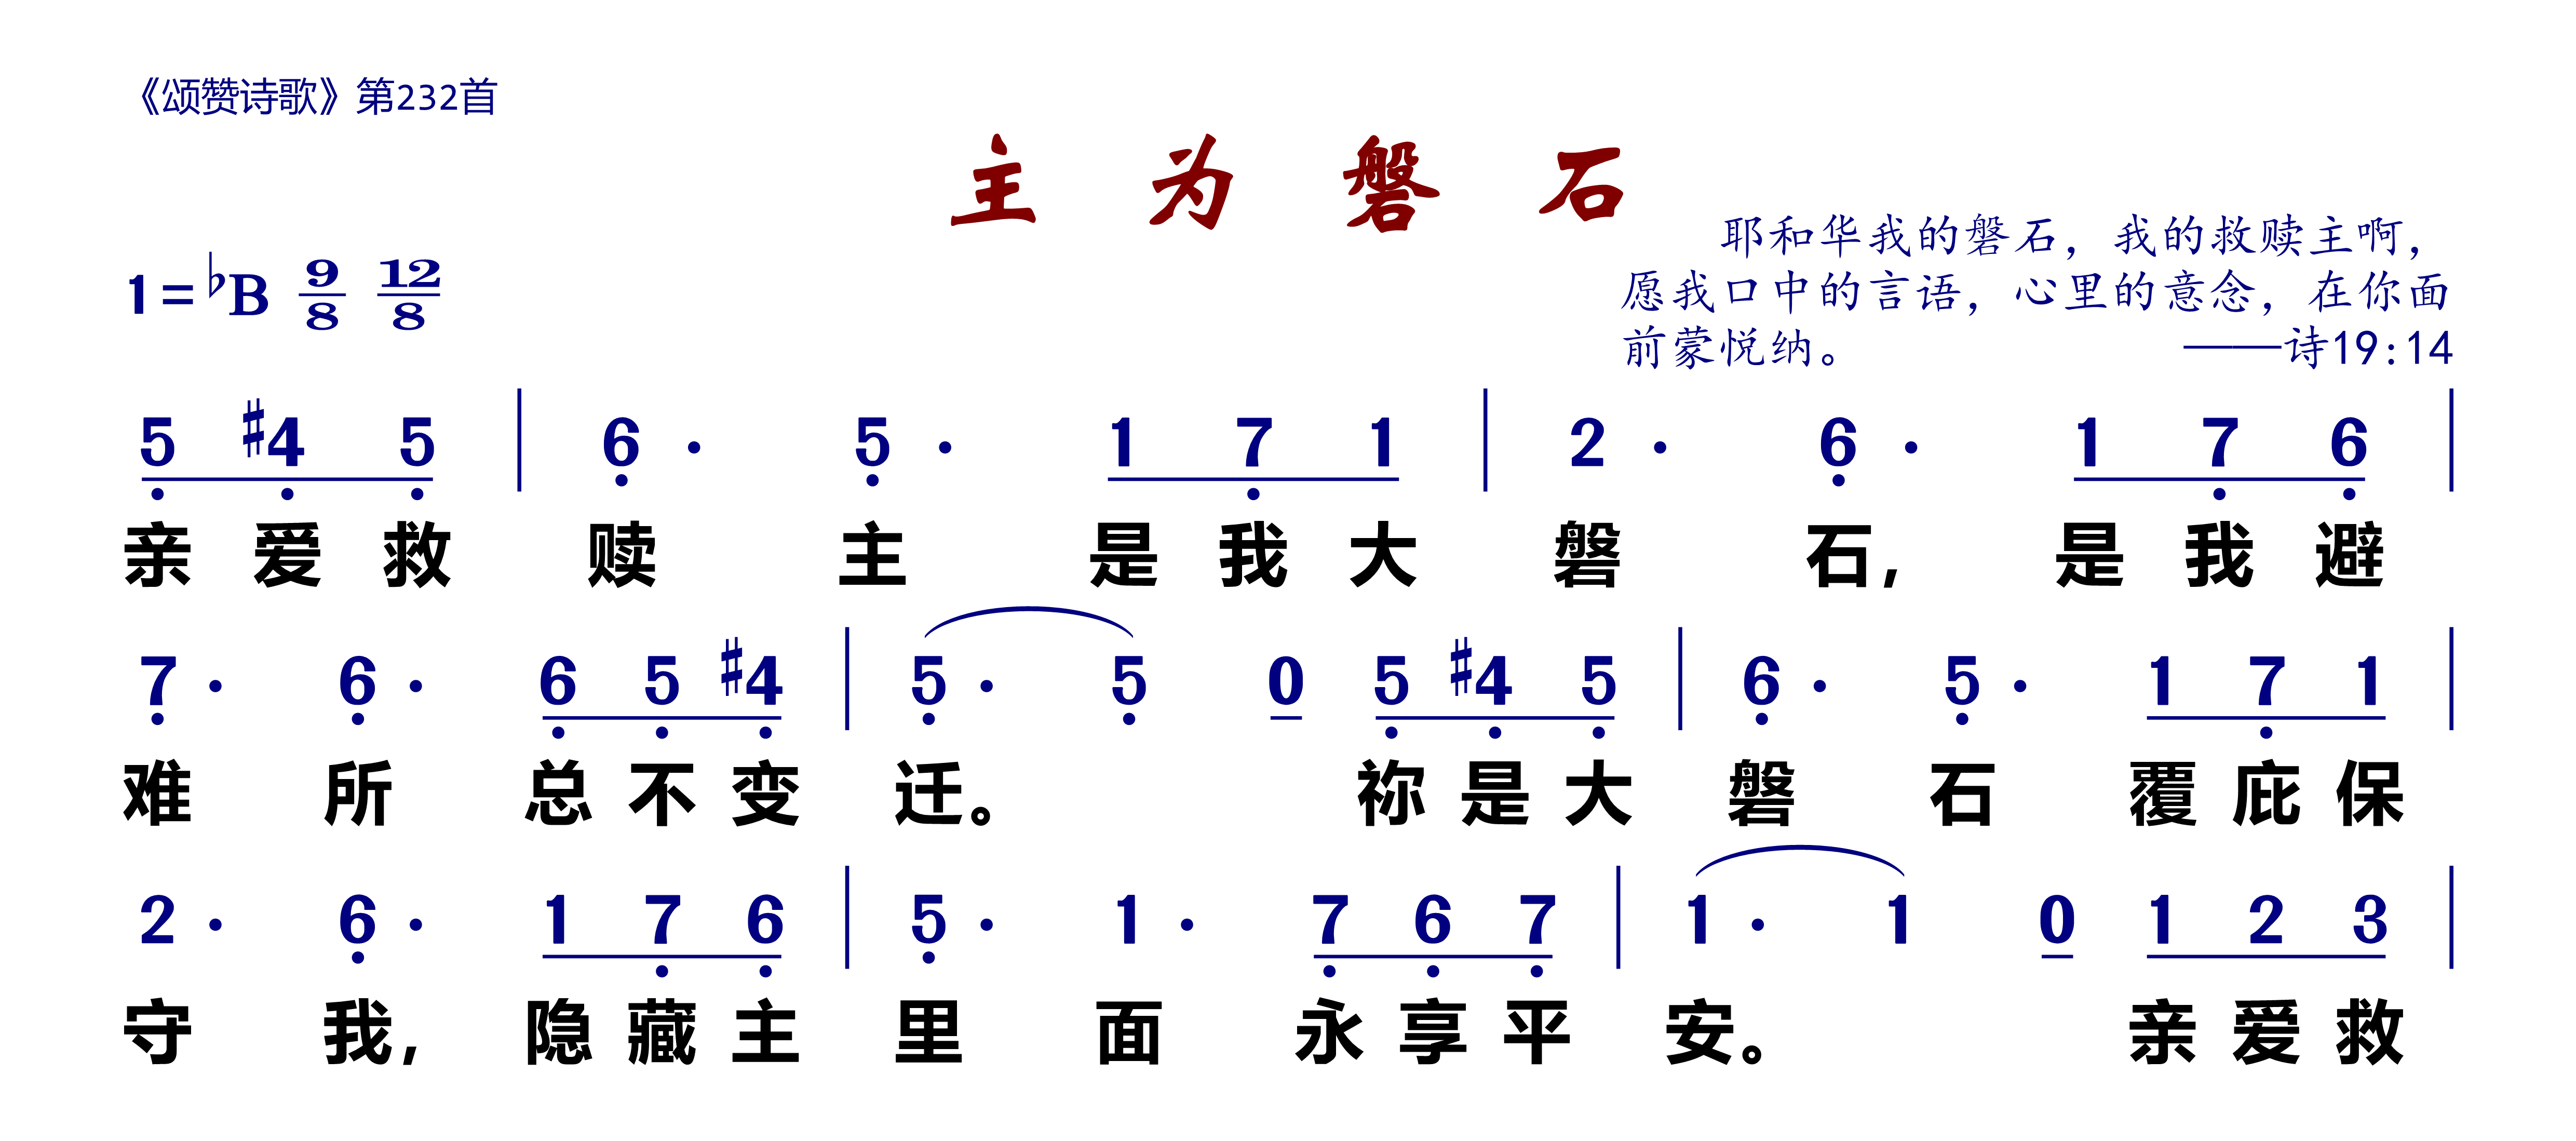 《颂赞诗歌》第232首
主为磐石
耶和华我的磐石，我的救赎主啊，
愿我口中的言语，心里的意念，在你面
前蒙悦纳。 ——诗19:14
1=♭B 9/8 12/8
5 #4 5 | 6· 5· 1 7 1 | 2· 6· 1 7 6 |
亲爱救赎主是我大磐石，是我避
7· 6· 6 5 #4 | 5· 5 0 5 #4 5 | 6· 5· 1 7 1 |
难所总不变迁。祢是大磐石覆庇保
2· 6· 1 7 6 | 5· 1· 7 6 7 | 1· 1 0 1 2 3 |
守我，隐藏主里面永享平安。亲爱救